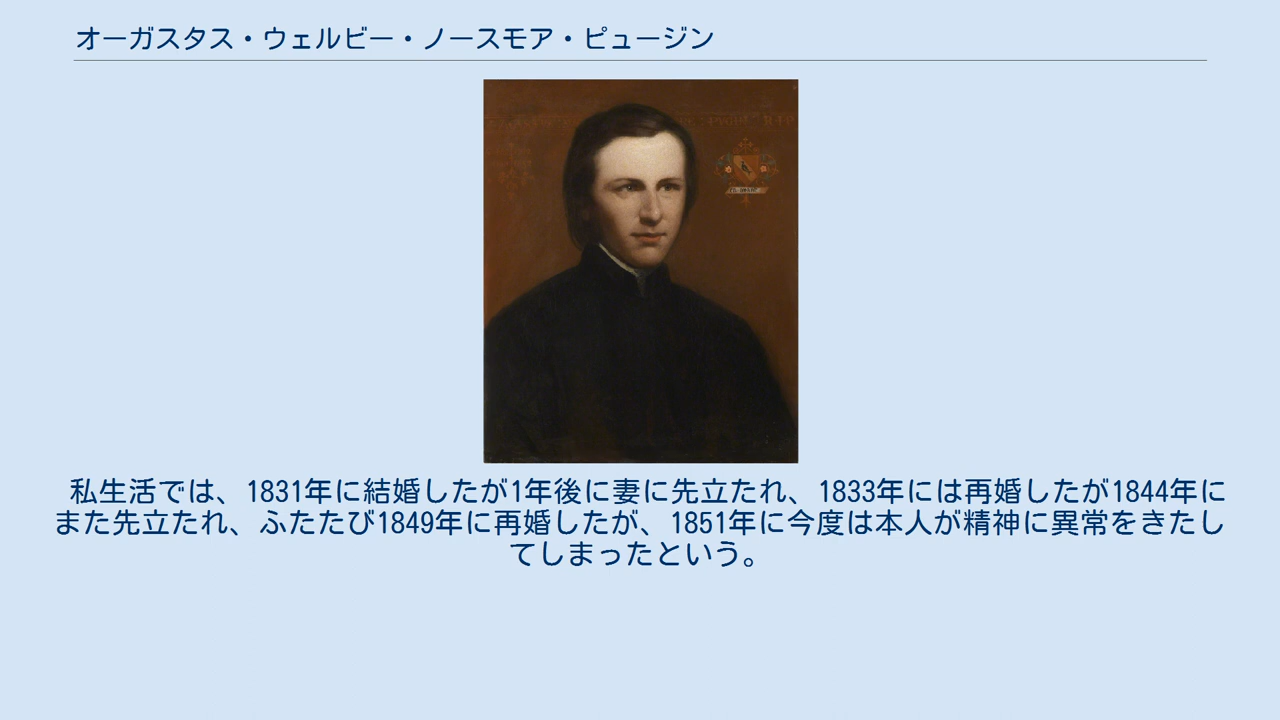 オーガスタス・ウェルビー・ノースモア・ピュージン
私生活では、1831年に結婚したが1年後に妻に先立たれ、1833年には再婚したが1844年に
また先立たれ、ふたたび1849年に再婚したが、1851年に今度は本人が精神に異常をきたし
てしまったという。